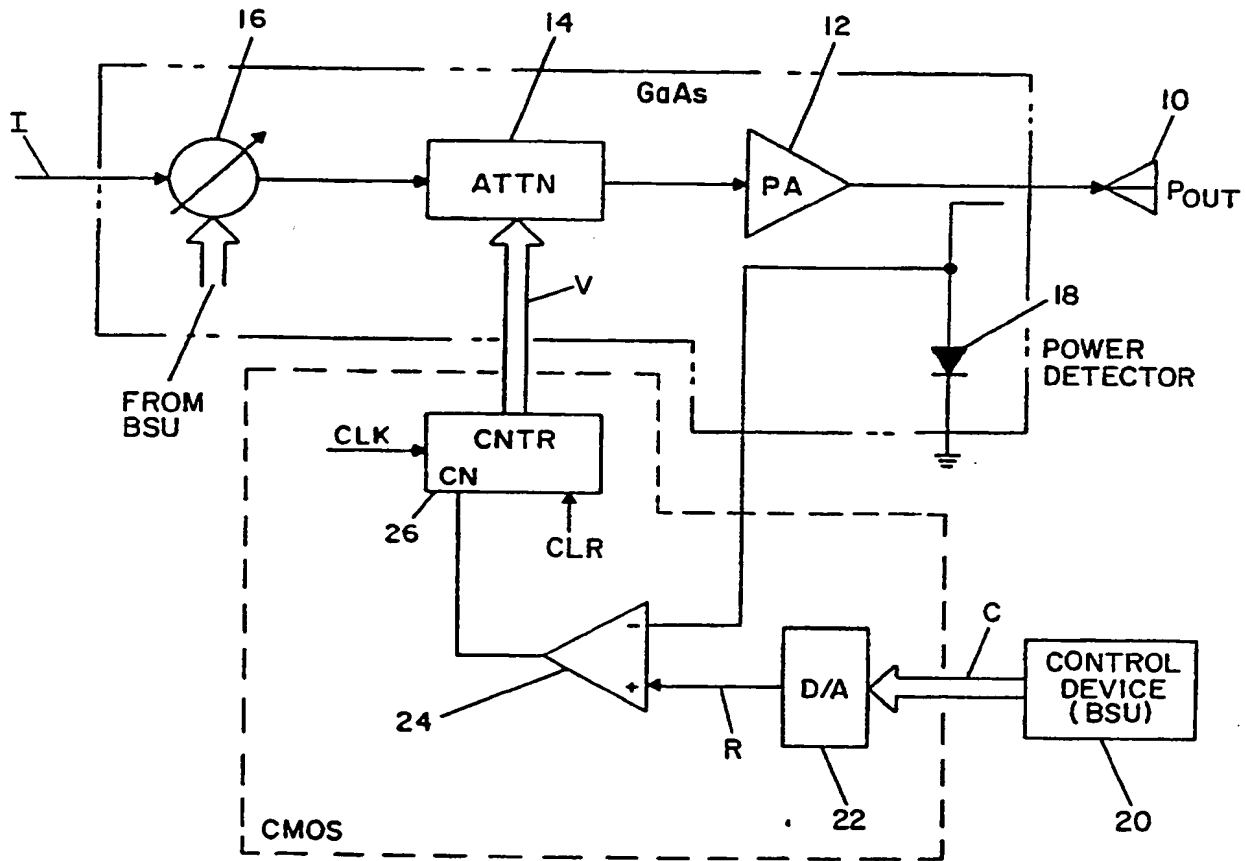 16
14
12
GaAs
10
I
ATTN
PA
POUT
V
18
FROM
BSU
POWER
DETECTOR
CLK
CNTR
CN
26
CLR
C
-
+
D/A
CONTROL
DEVICE
(BSU)
24
R
22
20
CMOS